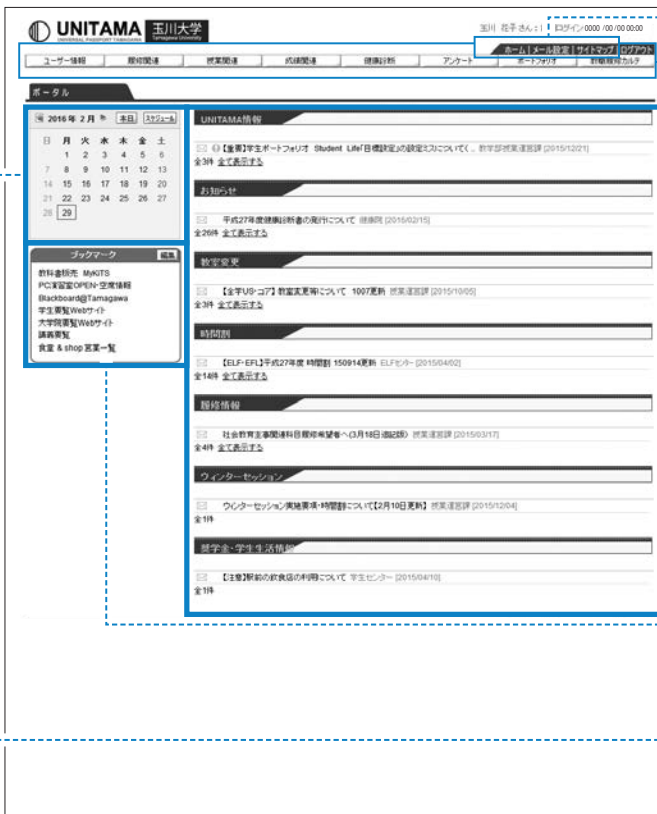 UNITAMA 玉川大学
UNIVERSAL PASSPORT TAMAGAWA Tamagawa University
玉川 花子さん: | ログイン0000 /00/00 00:00
ホーム | メール設定 | サイトマップ | ログアウト
ユーザー情報 履修関連 授業関連 成績関連 健康診断 アンケート ポートフォリオ 教職履修カルテ
ポータル
2016年 2月 本日 スケジュール
日 月 火 水 木 金 土
1 2 3 4 5 6
7 8 9 10 11 12 13
14 15 16 17 18 19 20
21 22 23 24 25 26 27
28 29
ブックマーク 編集
教科書販売 MyKiTS
PC演習室OPEN・空席情報
Blackboard@Tamagawa
学生要覧Webサイト
大学院要覧Webサイト
講義要覧
食堂 & shop 営業一覧
UNITAMA情報
【重要】学生ポートフォリオ Student Life「目標設定」の設定ミスについて(.. 教学部授業運営課 [2015/12/21]
全3件 全て表示する
お知らせ
平成27年度健康診断書の発行について 健康院 [2016/02/15]
全26件 全て表示する
教室変更
【全学US・コア】教室変更等について 1007更新 授業運営課 [2015/10/05]
全3件 全て表示する
時間割
【ELF・EFL】平成27年度 時間割 150914更新 ELFセンター [2015/04/02]
全14件 全て表示する
履修情報
社会教育主事関連科目履修希望者へ(3月18日追記版) 授業運営課 [2015/03/17]
全4件 全て表示する
ウィンターセッション
ウィンターセッション実施要項・時間割について【2月10日更新】 授業運営課 [2015/12/04]
全1件
奨学金・学生生活情報
【注意】駅前の飲食店の利用について 学生センター [2015/04/10]
全1件